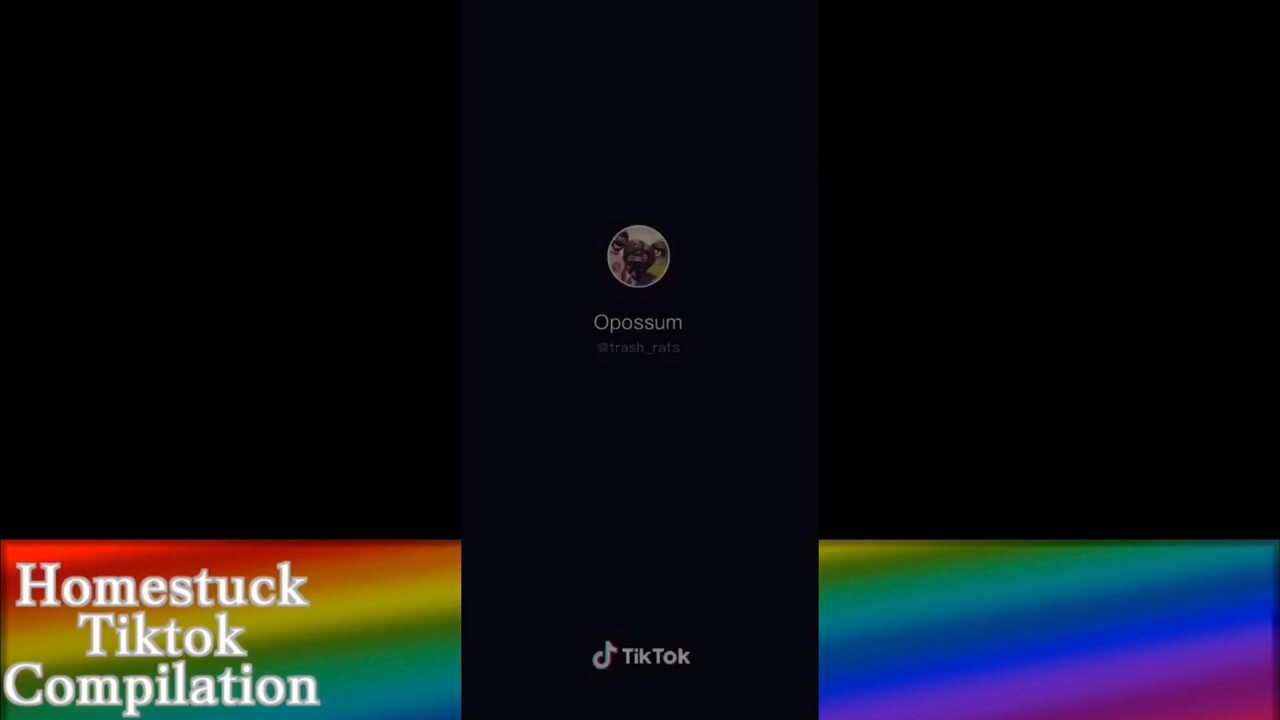 Opossum
@trash_rats
Homestuck
Tiktok
Compilation
TikTok